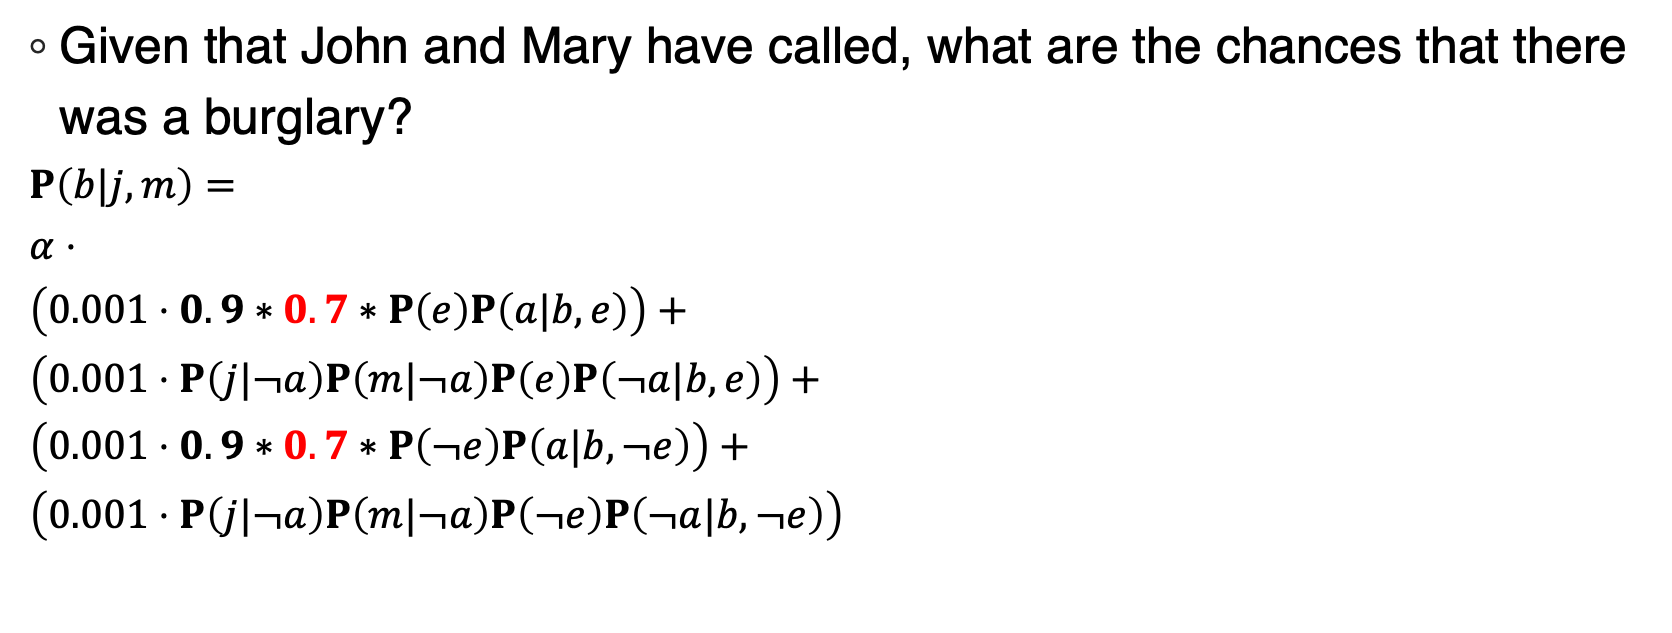 ◦ Given that John and Mary have called, what are the chances that there
was a burglary?
𝐏(𝑏|𝑗, 𝑚) =
𝛼 ·
(0.001 · 𝟎. 𝟗 ∗ 𝟎. 𝟕 ∗ 𝐏(𝑒)𝐏(𝑎|𝑏, 𝑒)) +
(0.001 · 𝐏(𝑗|¬𝑎)𝐏(𝑚|¬𝑎)𝐏(𝑒)𝐏(¬𝑎|𝑏, 𝑒)) +
(0.001 · 𝟎. 𝟗 ∗ 𝟎. 𝟕 ∗ 𝐏(¬𝑒)𝐏(𝑎|𝑏, ¬𝑒)) +
(0.001 · 𝐏(𝑗|¬𝑎)𝐏(𝑚|¬𝑎)𝐏(¬𝑒)𝐏(¬𝑎|𝑏, ¬𝑒))